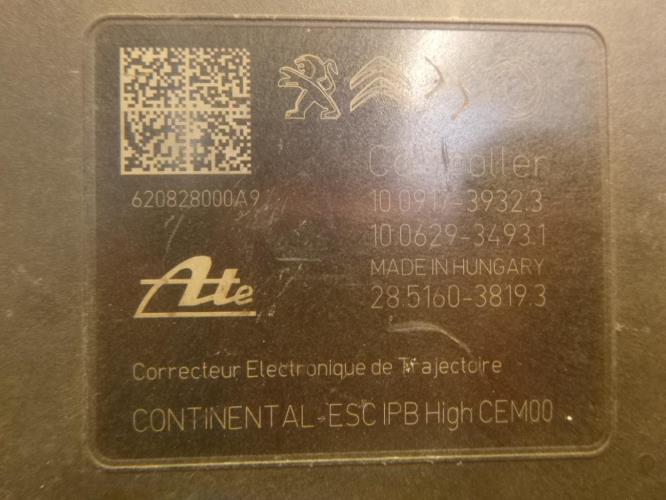 Controller
620828000A9
10.0917-3932.3
10.0629-3493.1
MADE IN HUNGARY
28.5160-3819.3
Ate
Correcteur Electronique de Trajectoire
CONTINENTAL-ESC IPB High CEM00